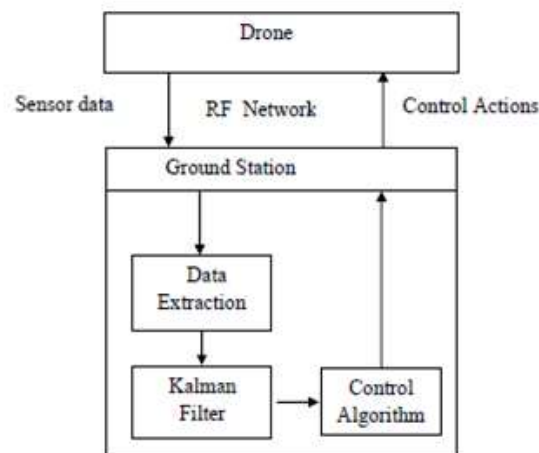 Drone
Sensor data
RF Network
Control Actions
Ground Station
Data
Extraction
Kalman
Filter
Control
Algorithm